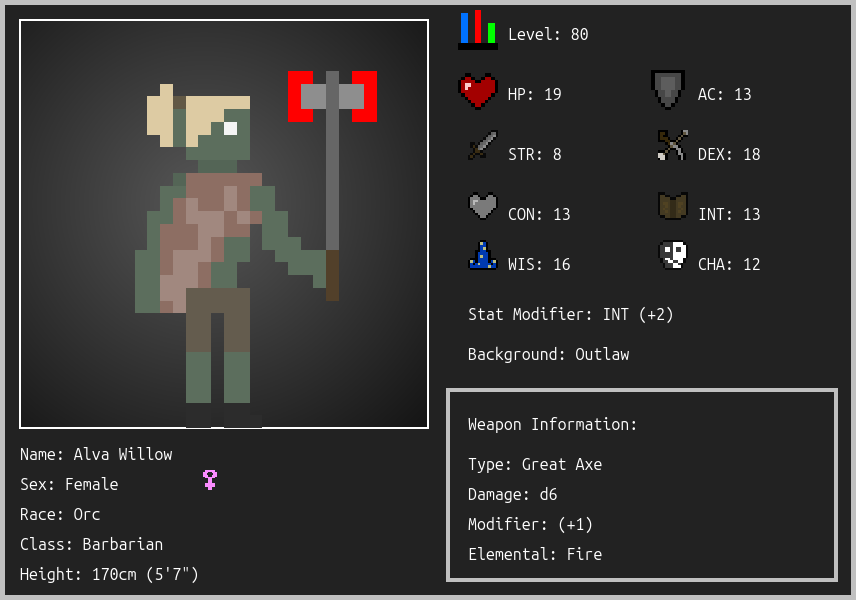 Level: 80
HP: 19
AC: 13
STR: 8
DEX: 18
CON: 13
INT: 13
WIS: 16
CHA: 12
Stat Modifier: INT (+2)
Background: Outlaw
Weapon Information:
Type: Great Axe
Damage: d6
Modifier: (+1)
Elemental: Fire
Name: Alva Willow
Sex: Female
Race: Orc
Class: Barbarian
Height: 170cm (5'7")